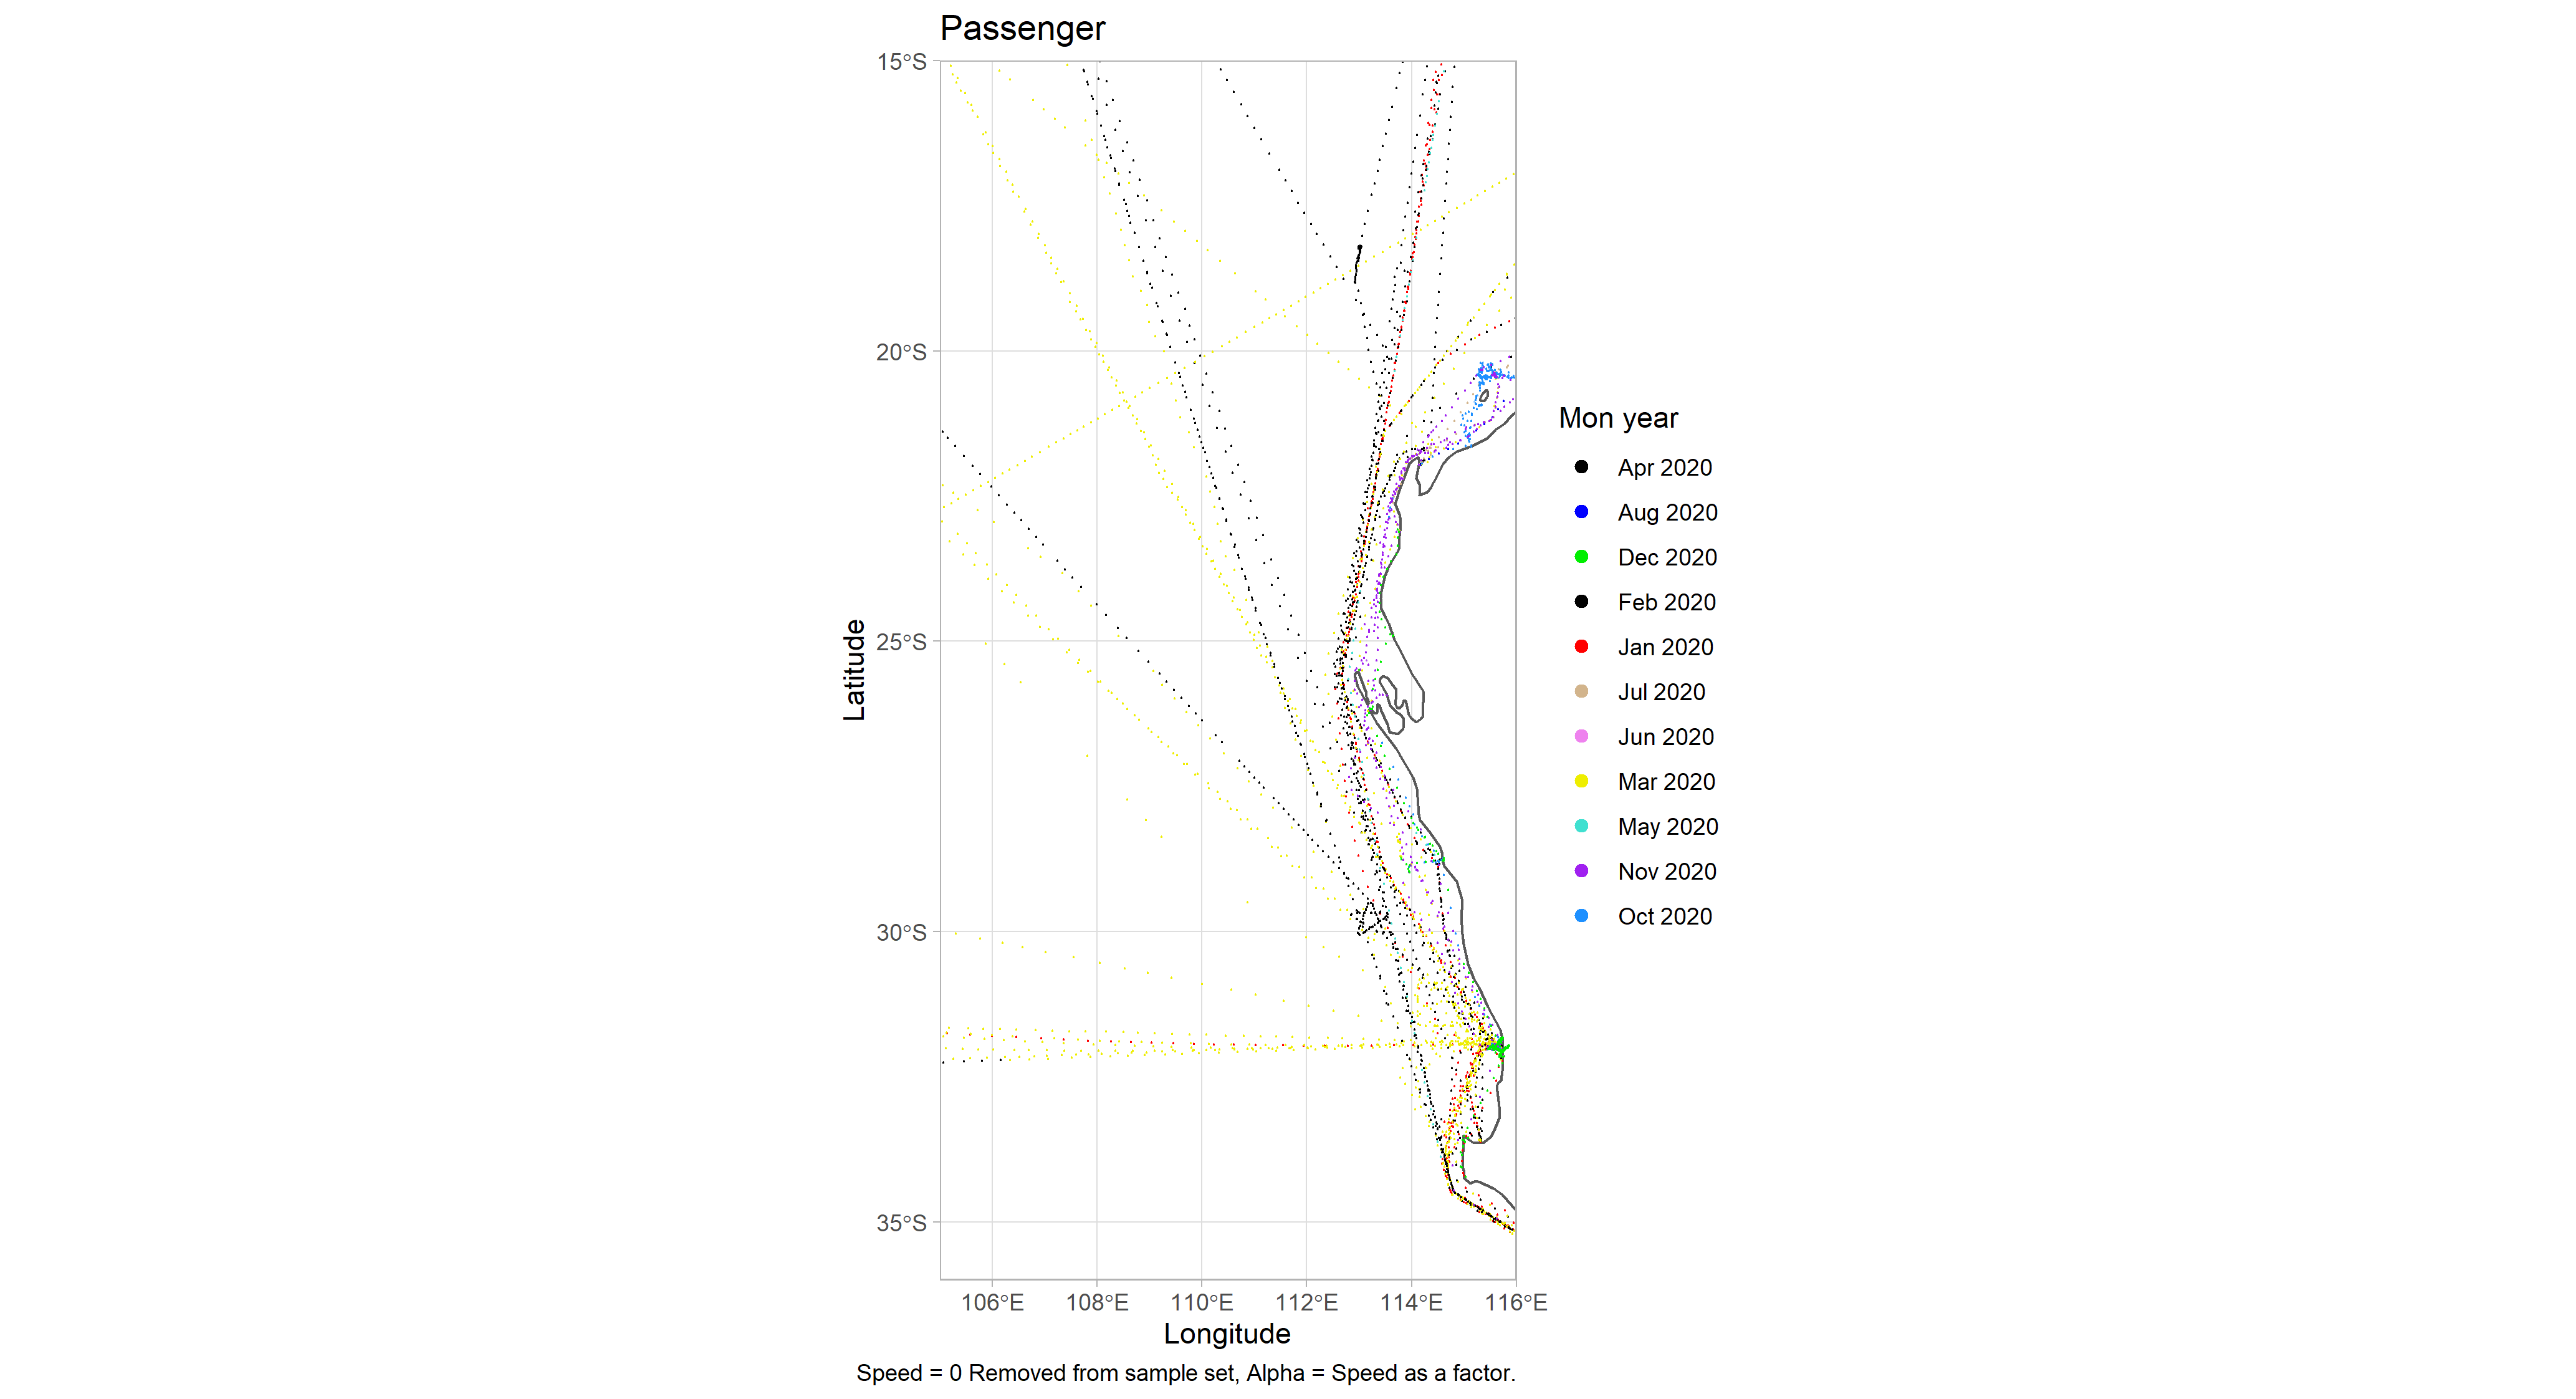 Passenger
15°S
20°S
25°S
30°S
35°S
Latitude
106°E 108°E 110°E 112°E 114°E 116°E
Longitude
Speed = 0 Removed from sample set, Alpha = Speed as a factor.
Mon year
Apr 2020
Aug 2020
Dec 2020
Feb 2020
Jan 2020
Jul 2020
Jun 2020
Mar 2020
May 2020
Nov 2020
Oct 2020